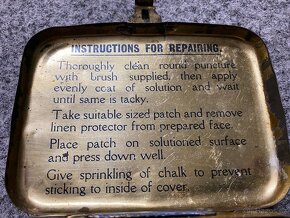 INSTRUCTIONS FOR REPAIRING.
Thoroughly clean round puncture
with brush supplied, then apply
evenly coat of solution and wait
until same is tacky.
Take suitable sized patch and remove
linen protector from prepared face.
Place patch on solutioned surface
and press down well.
Give sprinkling of chalk to prevent
sticking to inside of cover.